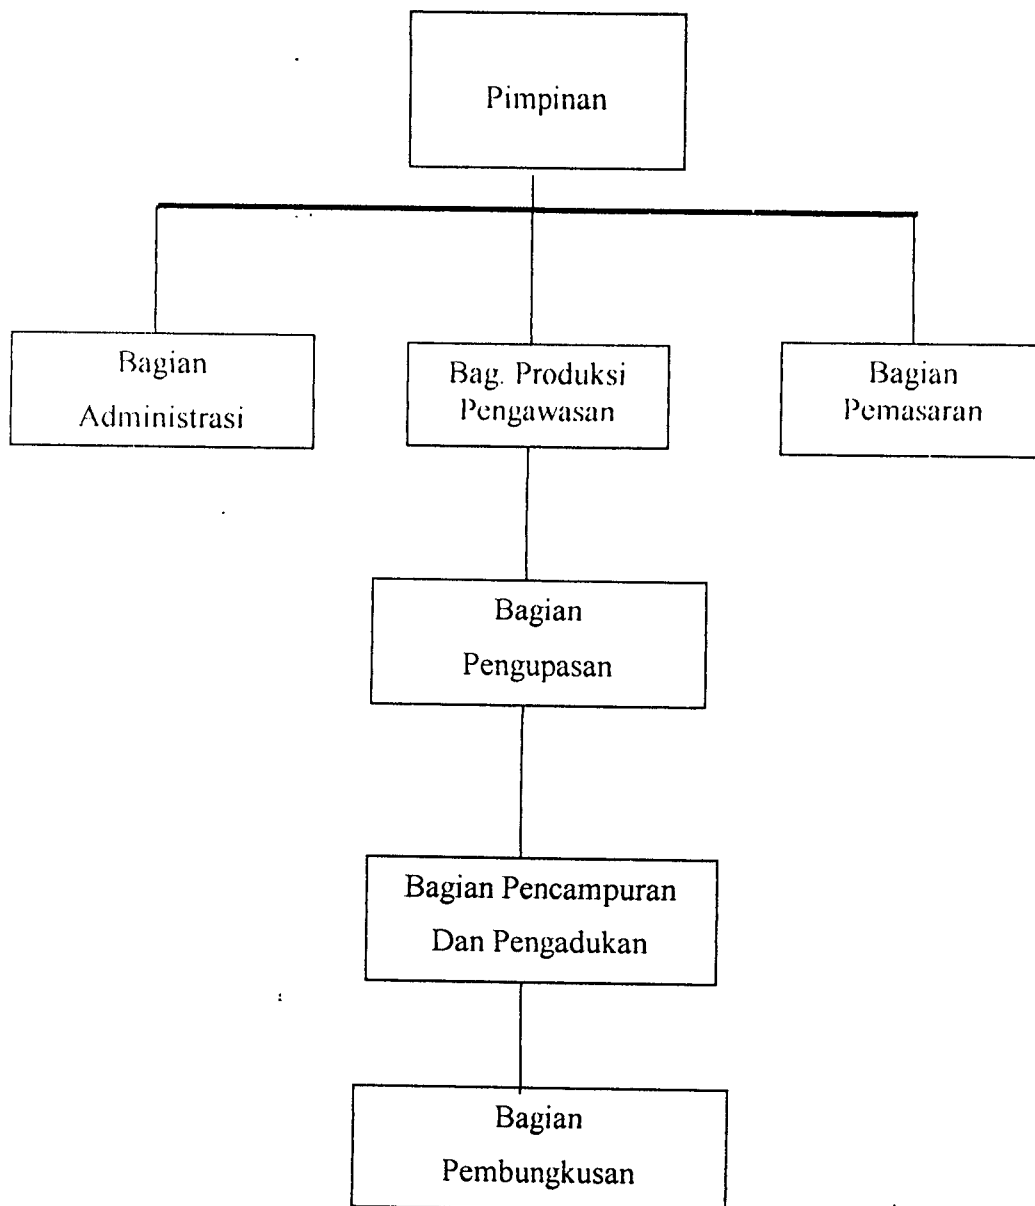 Pimpinan
Bagian
Administrasi
Bag. Produksi
Pengawasan
Bagian
Pemasaran
Bagian
Pengupasan
Bagian Pencampuran
Dan Pengadukan
Bagian
Pembungkusan